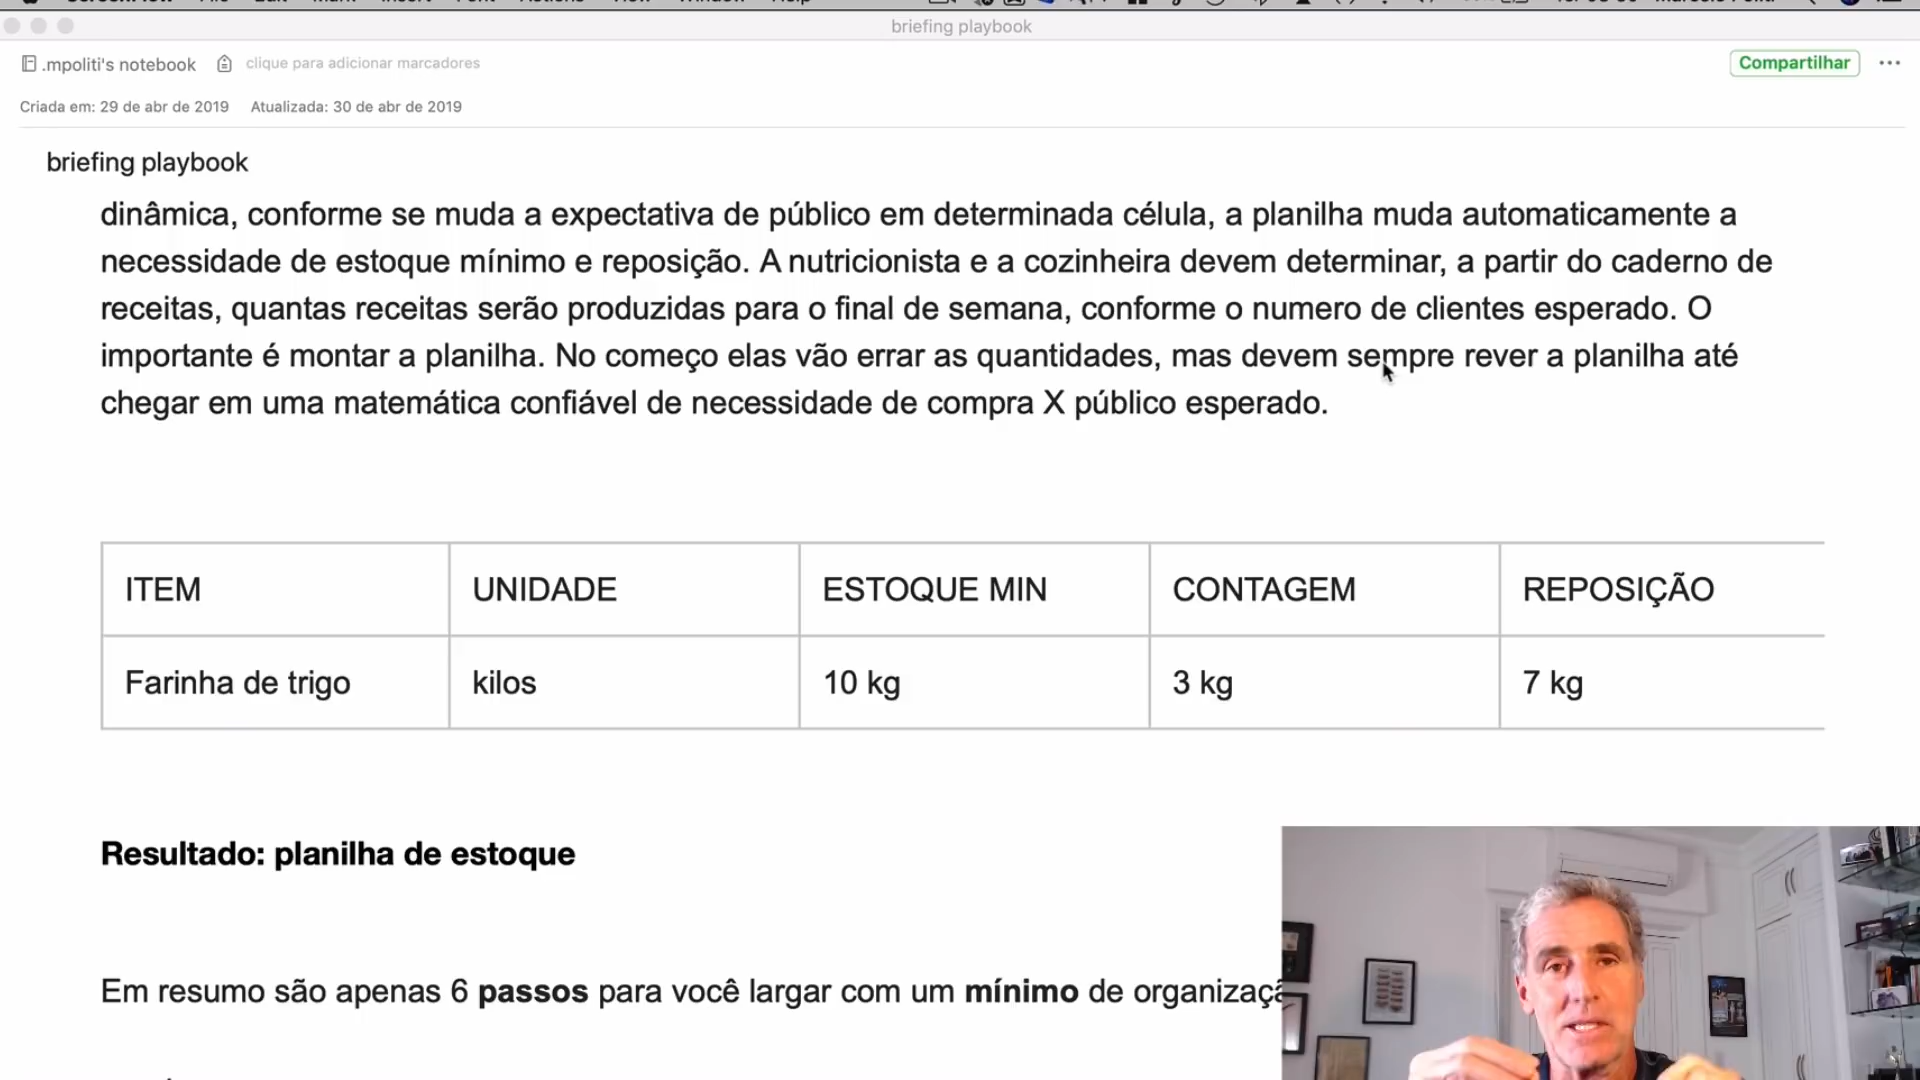 briefing playbook
.mpoliti's notebook clique para adicionar marcadores Compartilhar
Criada em: 29 de abr de 2019 Atualizada: 30 de abr de 2019
briefing playbook
dinâmica, conforme se muda a expectativa de público em determinada célula, a planilha muda automaticamente a
necessidade de estoque mínimo e reposição. A nutricionista e a cozinheira devem determinar, a partir do caderno de
receitas, quantas receitas serão produzidas para o final de semana, conforme o numero de clientes esperado. O
importante é montar a planilha. No começo elas vão errar as quantidades, mas devem sempre rever a planilha até
chegar em uma matemática confiável de necessidade de compra X público esperado.
ITEM UNIDADE ESTOQUE MIN CONTAGEM REPOSIÇÃO
Farinha de trigo kilos 10 kg 3 kg 7 kg
Resultado: planilha de estoque
Em resumo são apenas 6 passos para você largar com um mínimo de organizaçã